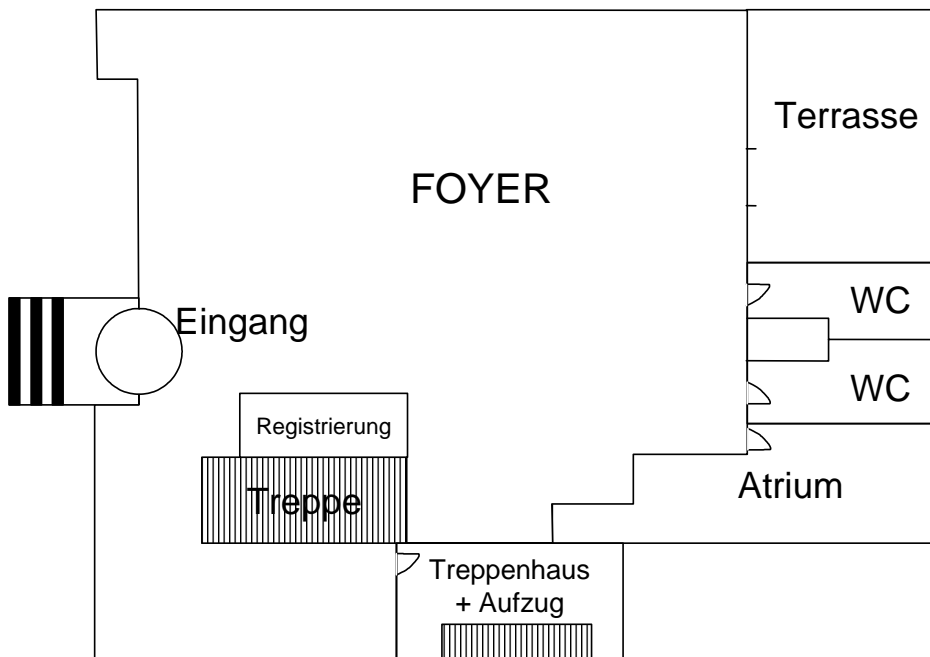 Terrasse
FOYER
WC
Eingang
WC
Registrierung
Treppe
Atrium
Treppenhaus
+ Aufzug